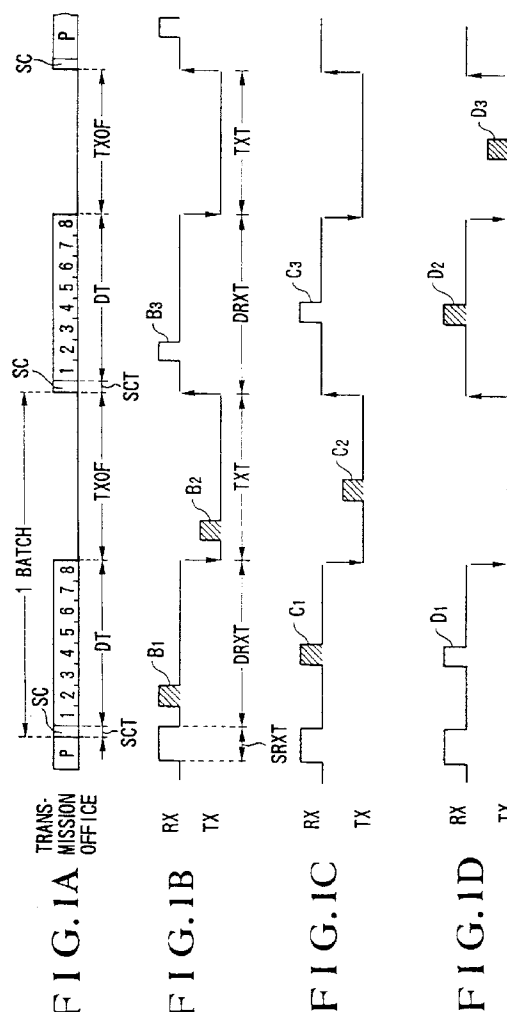 FIG.1A
TRANS-
MISSION
OFFICE
P
SC
1 2 3 4 5 6 7 8
SC
1 2 3 4 5 6 7 8
SC
P
1 BATCH
SCT
DT
TXOF
SCT
DT
TXOF
FIG.1B
RX
TX
B1
B2
B3
SRXT
DRXT
TXT
DRXT
TXT
FIG.1C
RX
TX
C1
C2
C3
FIG.1D
RX
TX
D1
D2
D3